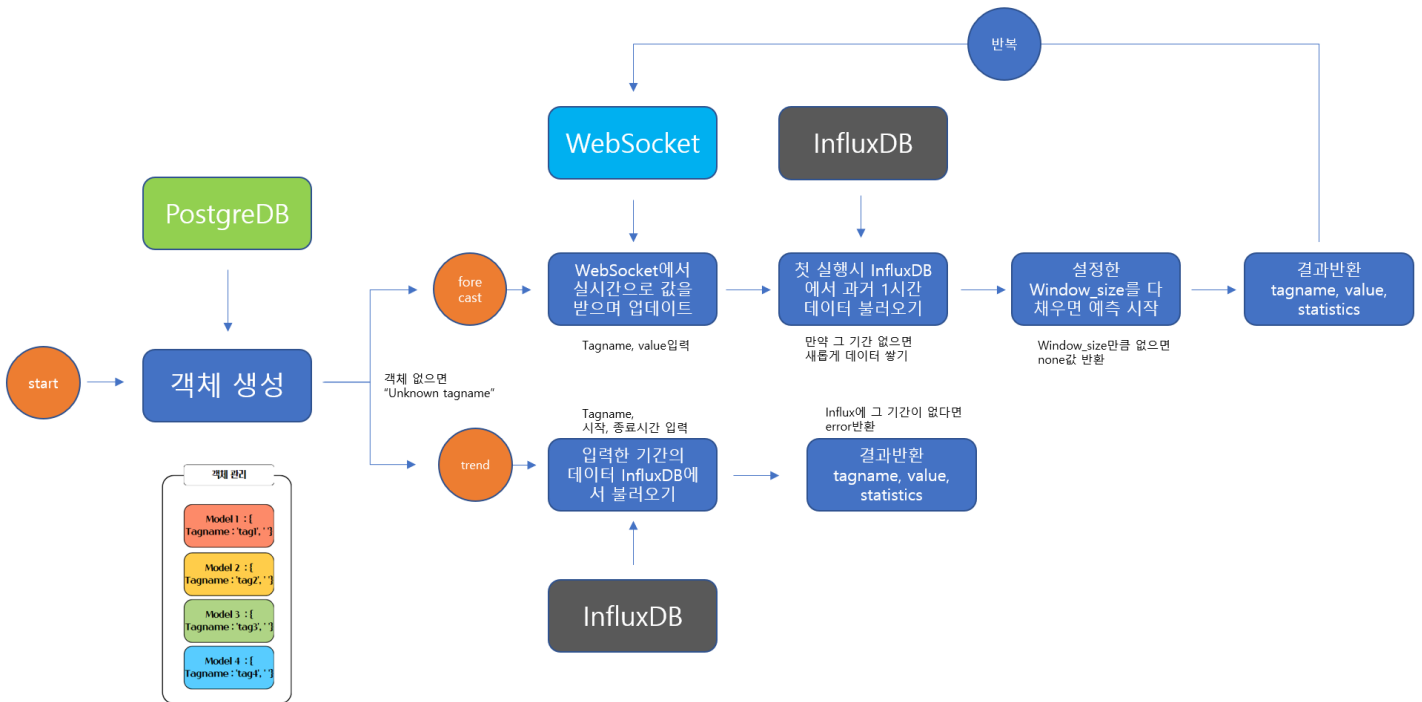 반복
WebSocket
InfluxDB
PostgreDB
fore
cast
WebSocket에서
실시간으로 값을
받으며 업데이트
첫 실행시 InfluxDB
에서 과거 1시간
데이터 불러오기
설정한
Window_size를 다
채우면 예측 시작
결과반환
tagname, value,
statistics
Tagname, value입력
만약 그 기간 없으면
새롭게 데이터 쌓기
Window_size만큼 없으면
none값 반환
start
객체 생성
객체 없으면
“Unknown tagname”
Tagname,
시작, 종료시간 입력
Influx에 그 기간이 없다면
error반환
trend
입력한 기간의
데이터 InfluxDB에
서 불러오기
결과반환
tagname, value,
statistics
InfluxDB
객체 관리
Model 1 : [
Tagname : 'tag1', ' ']
Model 2 : [
Tagname : 'tag2', ' ']
Model 3 : [
Tagname : 'tag3', ' ']
Model 4 : [
Tagname : 'tag4', ' ']